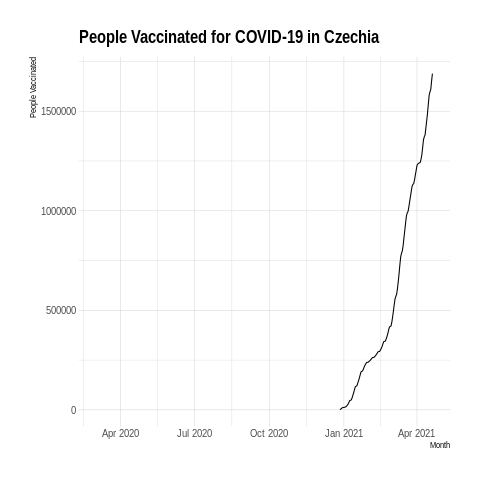 People Vaccinated for COVID-19 in Czechia
People Vaccinated
1500000
1000000
500000
0
Apr 2020 Jul 2020 Oct 2020 Jan 2021 Apr 2021
Month